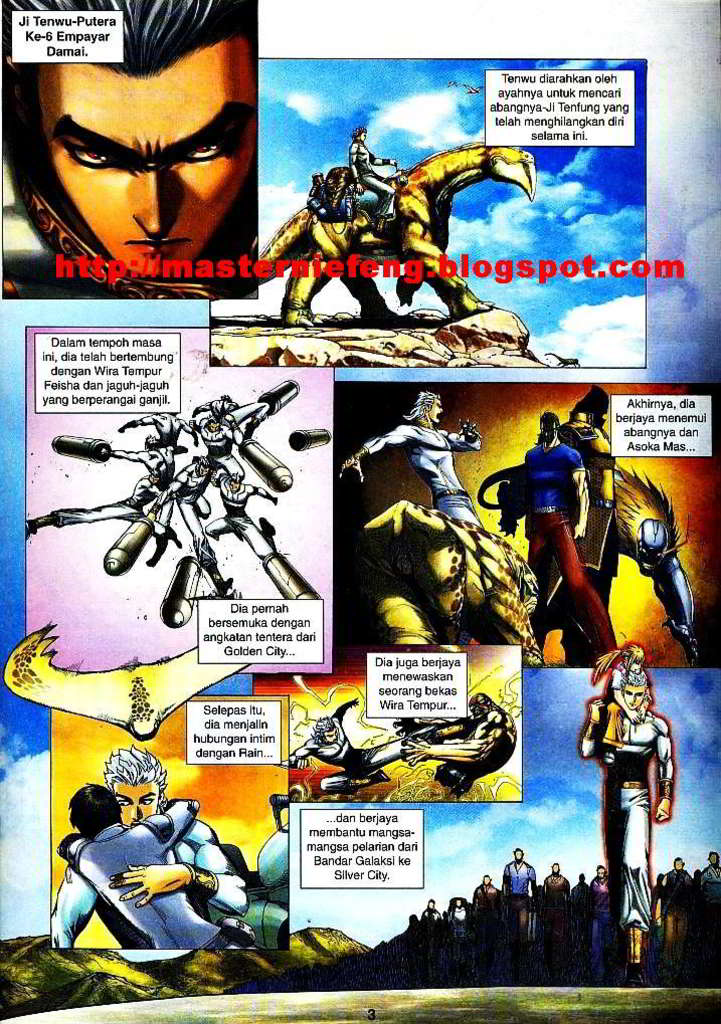 Ji Tenwu-Putera
Ke-6 Empayar
Damai.
Tenwu diarahkan oleh
ayahnya untuk mencari
abangnya-Ji Tenfung yang
telah menghilangkan diri
selama ini.
http://masterniefeng.blogspot.com
Dalam tempoh masa
ini, dia telah bertembung
dengan Wira Tempur
Feisha dan jaguh-jaguh
yang berperangai ganjil.
Akhirnya, dia
berjaya menemui
abangnya dan
Asoka Mas...
Dia pernah
bersemuka dengan
angkatan tentera dari
Golden City...
Dia juga berjaya
menewaskan
seorang bekas
Wira Tempur...
Selepas itu,
dia menjalin
hubungan intim
dengan Rain...
...dan berjaya
membantu mangsa-
mangsa pelarian dari
Bandar Galaksi ke
Silver City.
3